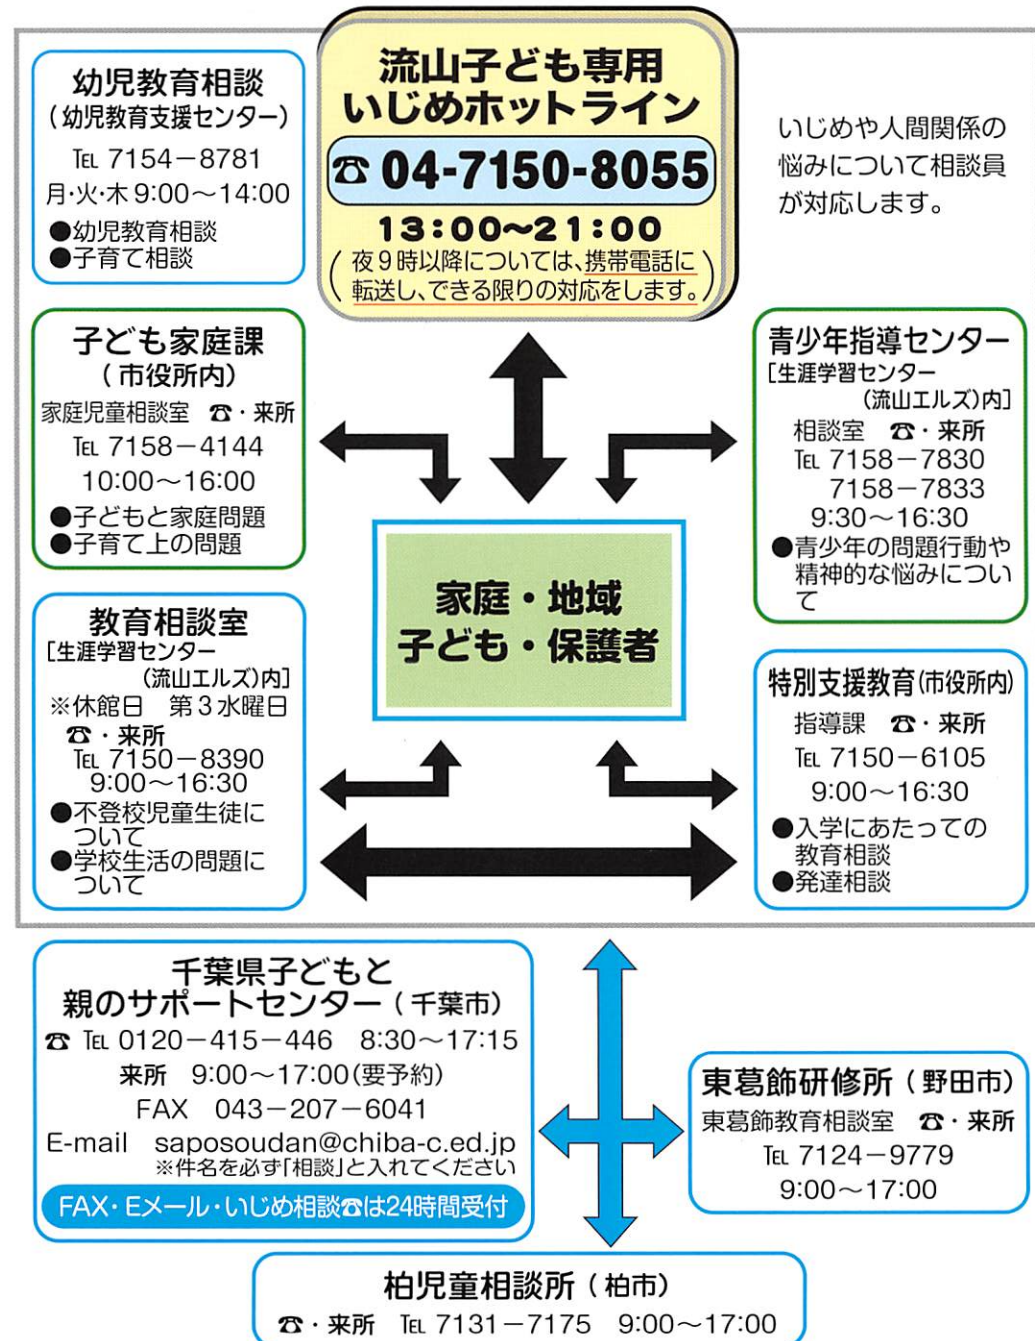 流山子ども専用
いじめホットライン
☎ 04-7150-8055
13:00～21:00
(夜9時以降については、携帯電話に
転送し、できる限りの対応をします。)
いじめや人間関係の
悩みについて相談員
が対応します。
幼児教育相談
(幼児教育支援センター)
℡ 7154－8781
月・火・木 9:00～14:00
●幼児教育相談
●子育て相談
子ども家庭課
(市役所内)
家庭児童相談室 ☎・来所
℡ 7158－4144
10:00～16:00
●子どもと家庭問題
●子育て上の問題
教育相談室
[生涯学習センター
(流山エルズ)内]
※休館日 第3水曜日
☎・来所
℡ 7150－8390
9:00～16:30
●不登校児童生徒に
ついて
●学校生活の問題に
ついて
家庭・地域
子ども・保護者
青少年指導センター
[生涯学習センター
(流山エルズ)内]
相談室 ☎・来所
℡ 7158－7830
7158－7833
9:30～16:30
●青少年の問題行動や
精神的な悩みについ
て
特別支援教育(市役所内)
指導課 ☎・来所
℡ 7150－6105
9:00～16:30
●入学にあたっての
教育相談
●発達相談
千葉県子どもと
親のサポートセンター(千葉市)
☎ ℡ 0120－415－446 8:30～17:15
来所 9:00～17:00(要予約)
FAX 043－207－6041
E-mail saposoudan@chiba-c.ed.jp
※件名を必ず「相談」と入れてください
FAX・Eメール・いじめ相談☎は24時間受付
東葛飾研修所(野田市)
東葛飾教育相談室 ☎・来所
℡ 7124－9779
9:00～17:00
柏児童相談所(柏市)
☎・来所 ℡ 7131－7175 9:00～17:00